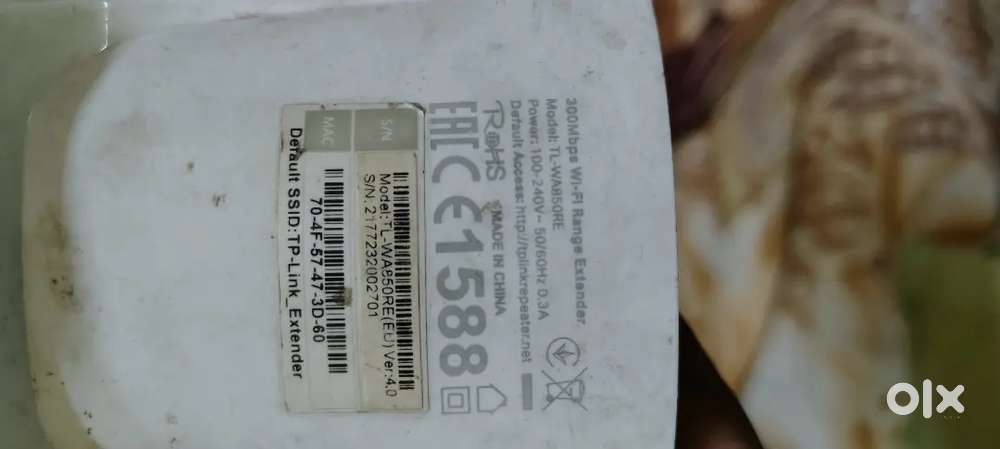 300Mbps Wi-Fi Range Extender
Model: TL-WA850RE
Power: 100-240V~ 50/60Hz 0.3A
Default Access: http://tplinkrepeater.net
RoHS MADE IN CHINA
EAC CE1588
S/N
Model:TL-WA850RE(EU) Ver:4.0
S/N: 2177232002701
MAC
70-4F-57-47-3D-60
Default SSID:TP-Link_Extender
olx